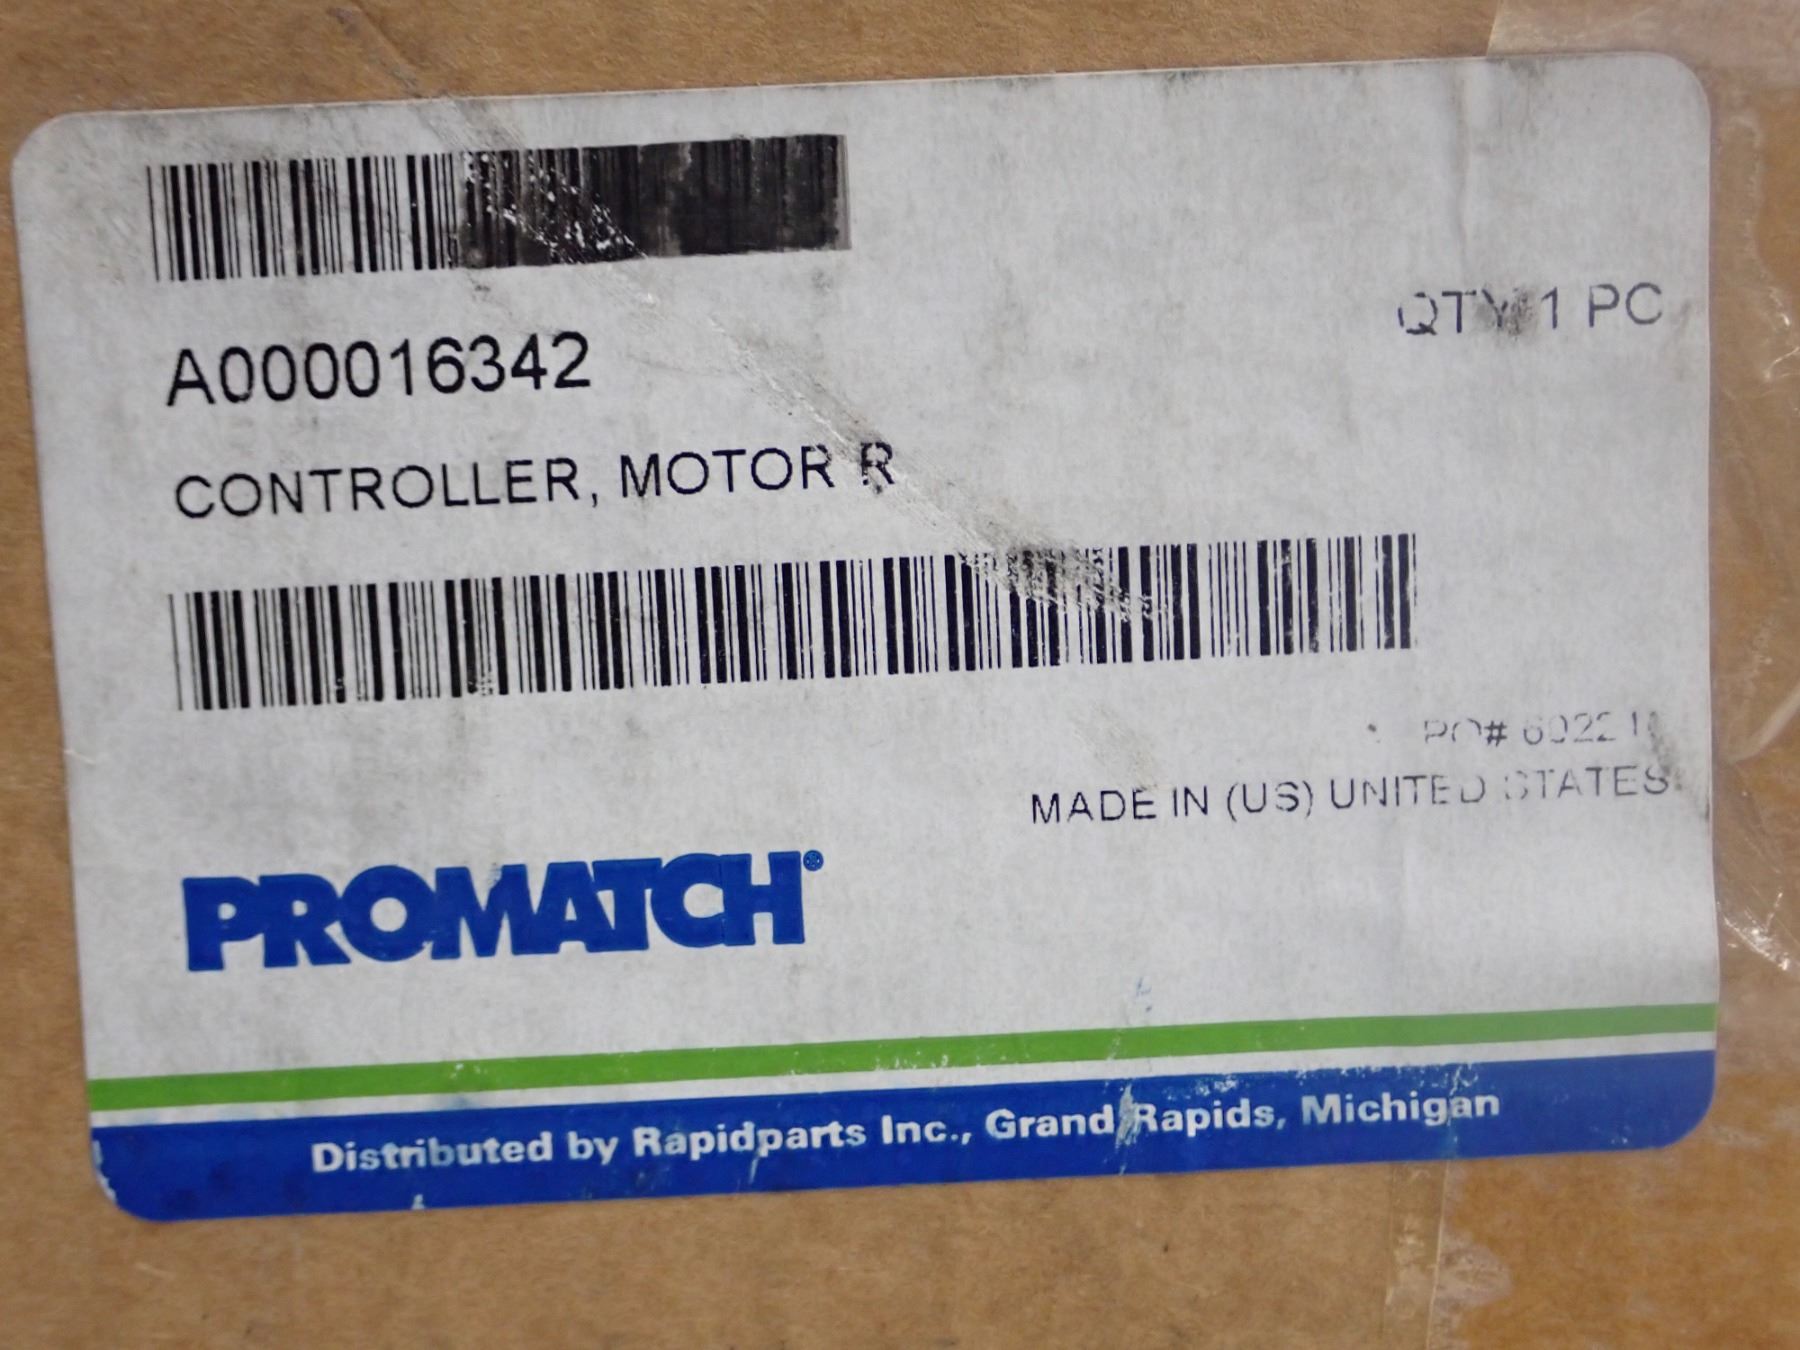 A000016342
QTY 1 PC
CONTROLLER, MOTOR R
PO#
MADE IN (US) UNITED STATES
PROMATCH®
Distributed by Rapidparts Inc., Grand Rapids, Michigan